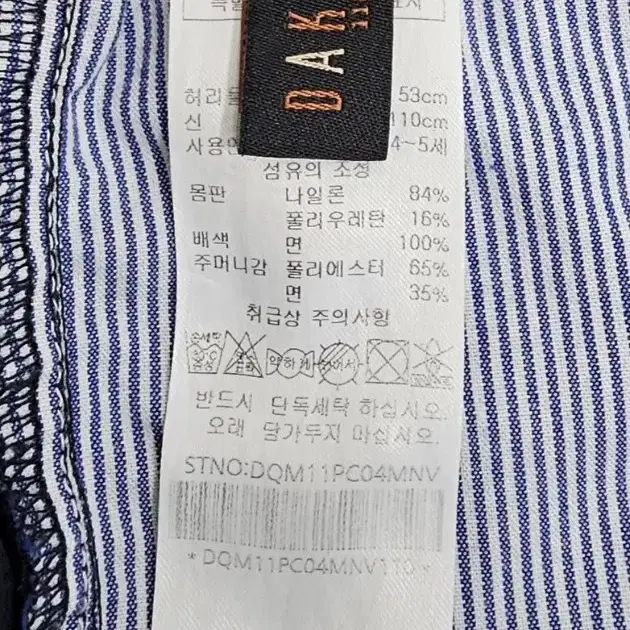 DAK
허리둘 53cm
신 110cm
사용연 4~5세
섬유의 조성
몸판 나일론 84%
폴리우레탄 16%
배색 면 100%
주머니감 폴리에스터 65%
면 35%
취급상 주의사항
손세탁 약하게
반드시 단독세탁 하십시오.
오래 담가두지 마십시오.
STNO:DQM11PC04MNV
* DQM11PC04MNV110 *